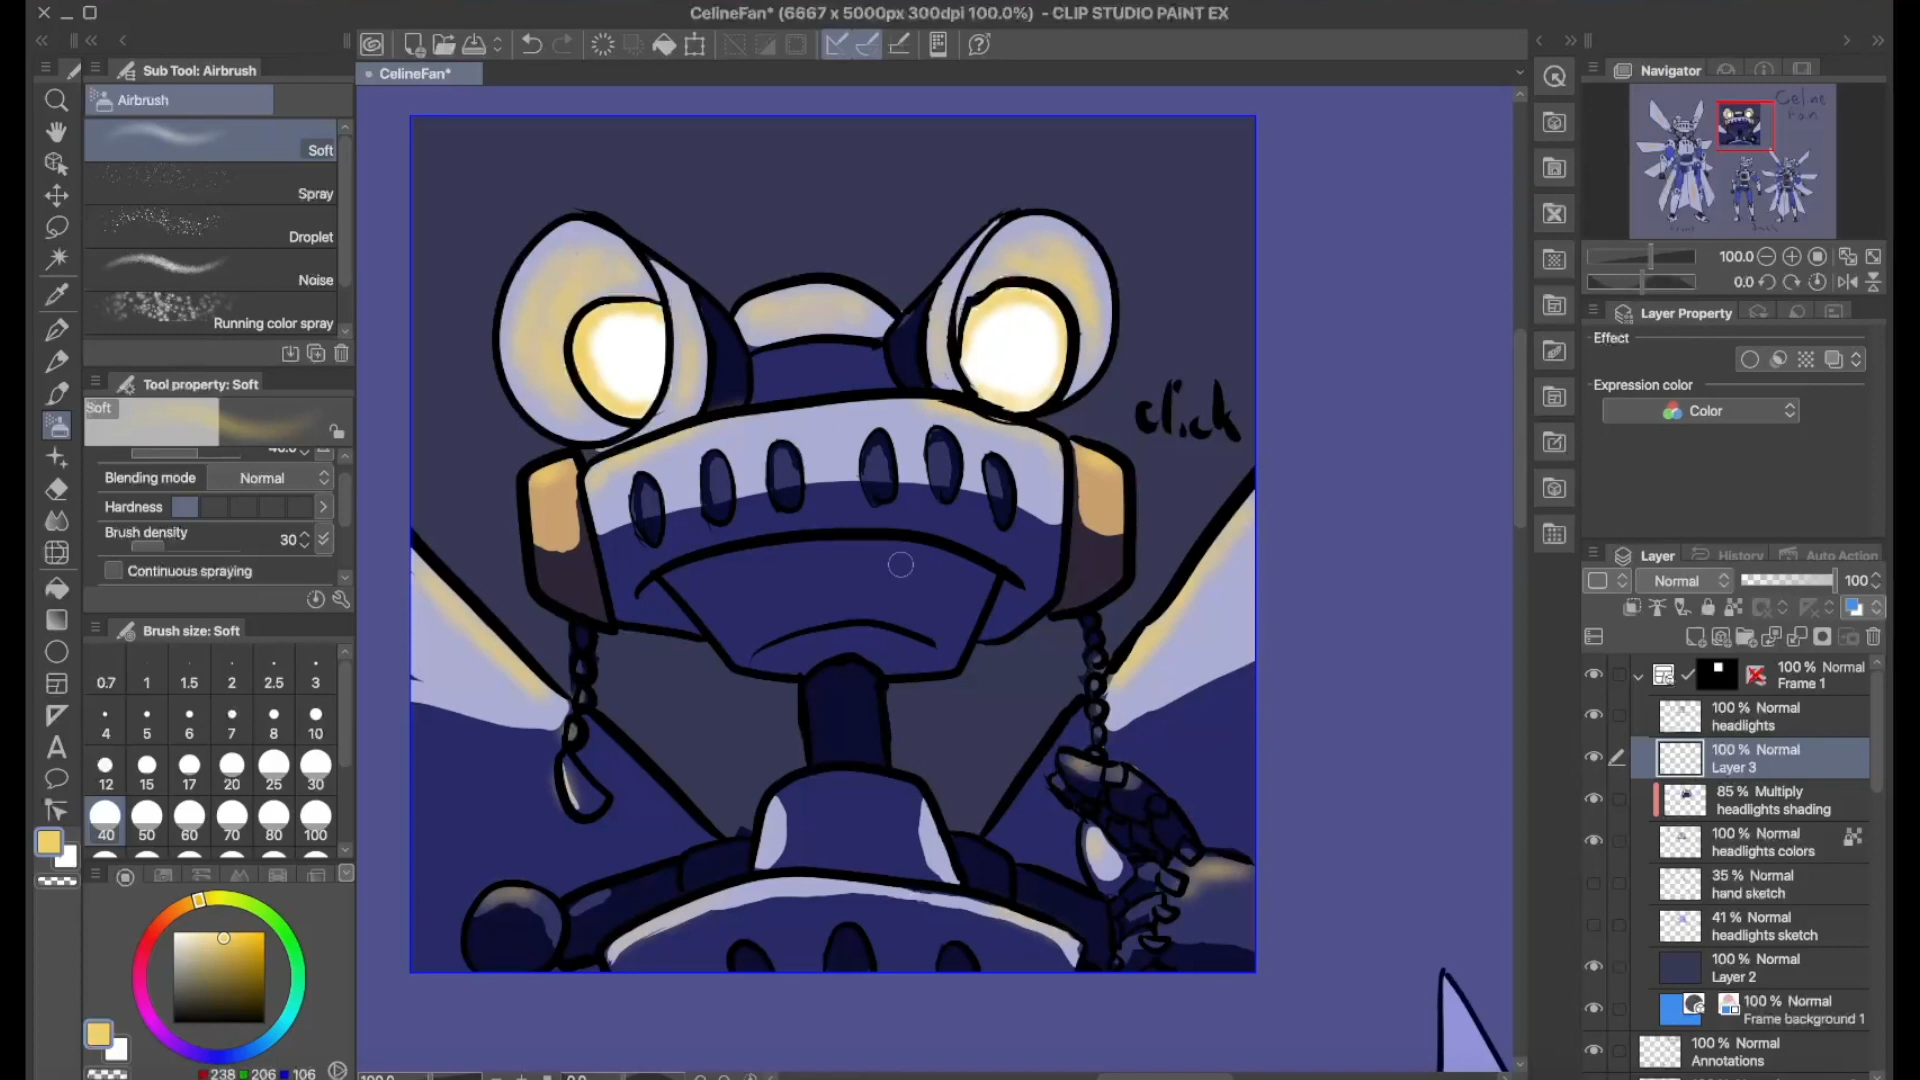 CelineFan* (6667 x 5000px 300dpi 100.0%) - CLIP STUDIO PAINT EX
Sub Tool: Airbrush
Airbrush
Soft
Spray
Droplet
Noise
Running color spray
Tool property: Soft
Soft
Blending mode Normal
Hardness
Brush density 30
Continuous spraying
Brush size: Soft
0.7 1 1.5 2 2.5 3
4 5 6 7 8 10
12 15 17 20 25 30
40 50 60 70 80 100
238 206 106
CelineFan*
click
Navigator
Celine
Fan
100.0
0.0
Layer Property
Effect
Expression color
Color
Layer History Auto Action
Normal 100
100 % Normal
Frame 1
100 % Normal
headlights
100 % Normal
Layer 3
85 % Multiply
headlights shading
100 % Normal
headlights colors
35 % Normal
hand sketch
41 % Normal
headlights sketch
100 % Normal
Layer 2
100 % Normal
Frame background 1
100 % Normal
Annotations